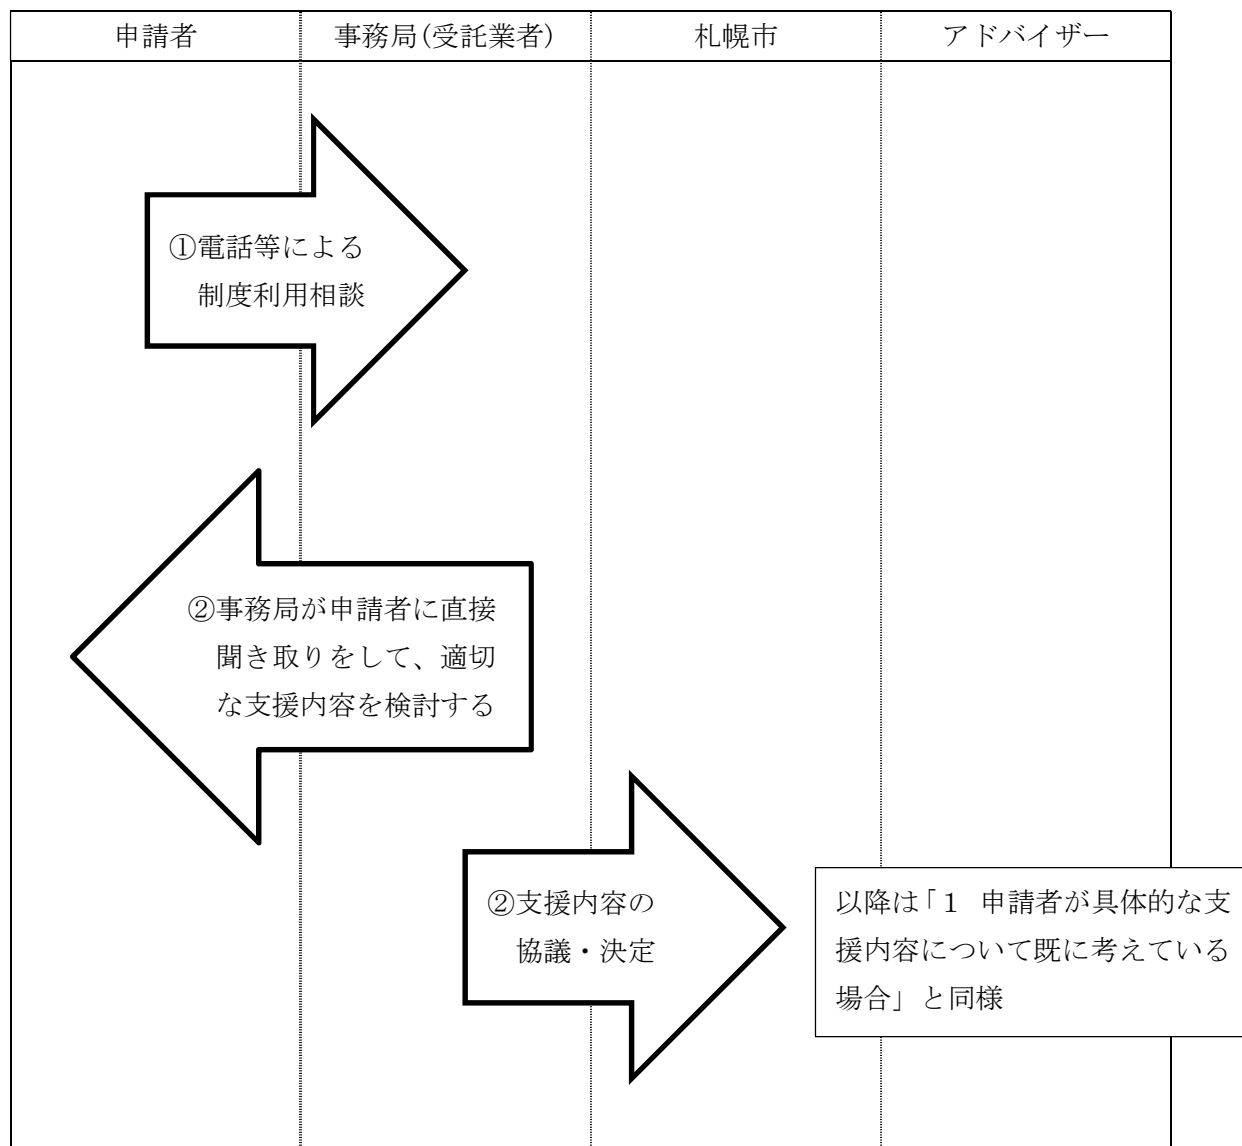 申請者
事務局(受託業者)
札幌市
アドバイザー
①電話等による
制度利用相談
②事務局が申請者に直接
聞き取りをして、適切
な支援内容を検討する
②支援内容の
協議・決定
以降は「１ 申請者が具体的な支
援内容について既に考えている
場合」と同様